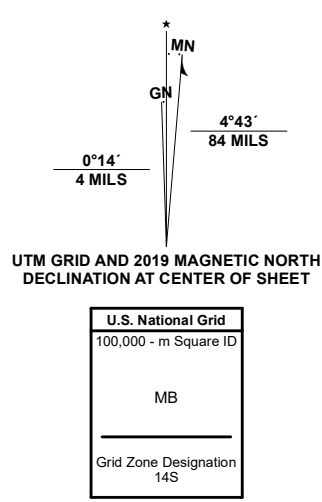 ★
MN
GN
4°43´
84 MILS
0°14´
4 MILS
UTM GRID AND 2019 MAGNETIC NORTH
DECLINATION AT CENTER OF SHEET
U.S. National Grid
100,000 - m Square ID
MB
Grid Zone Designation
14S